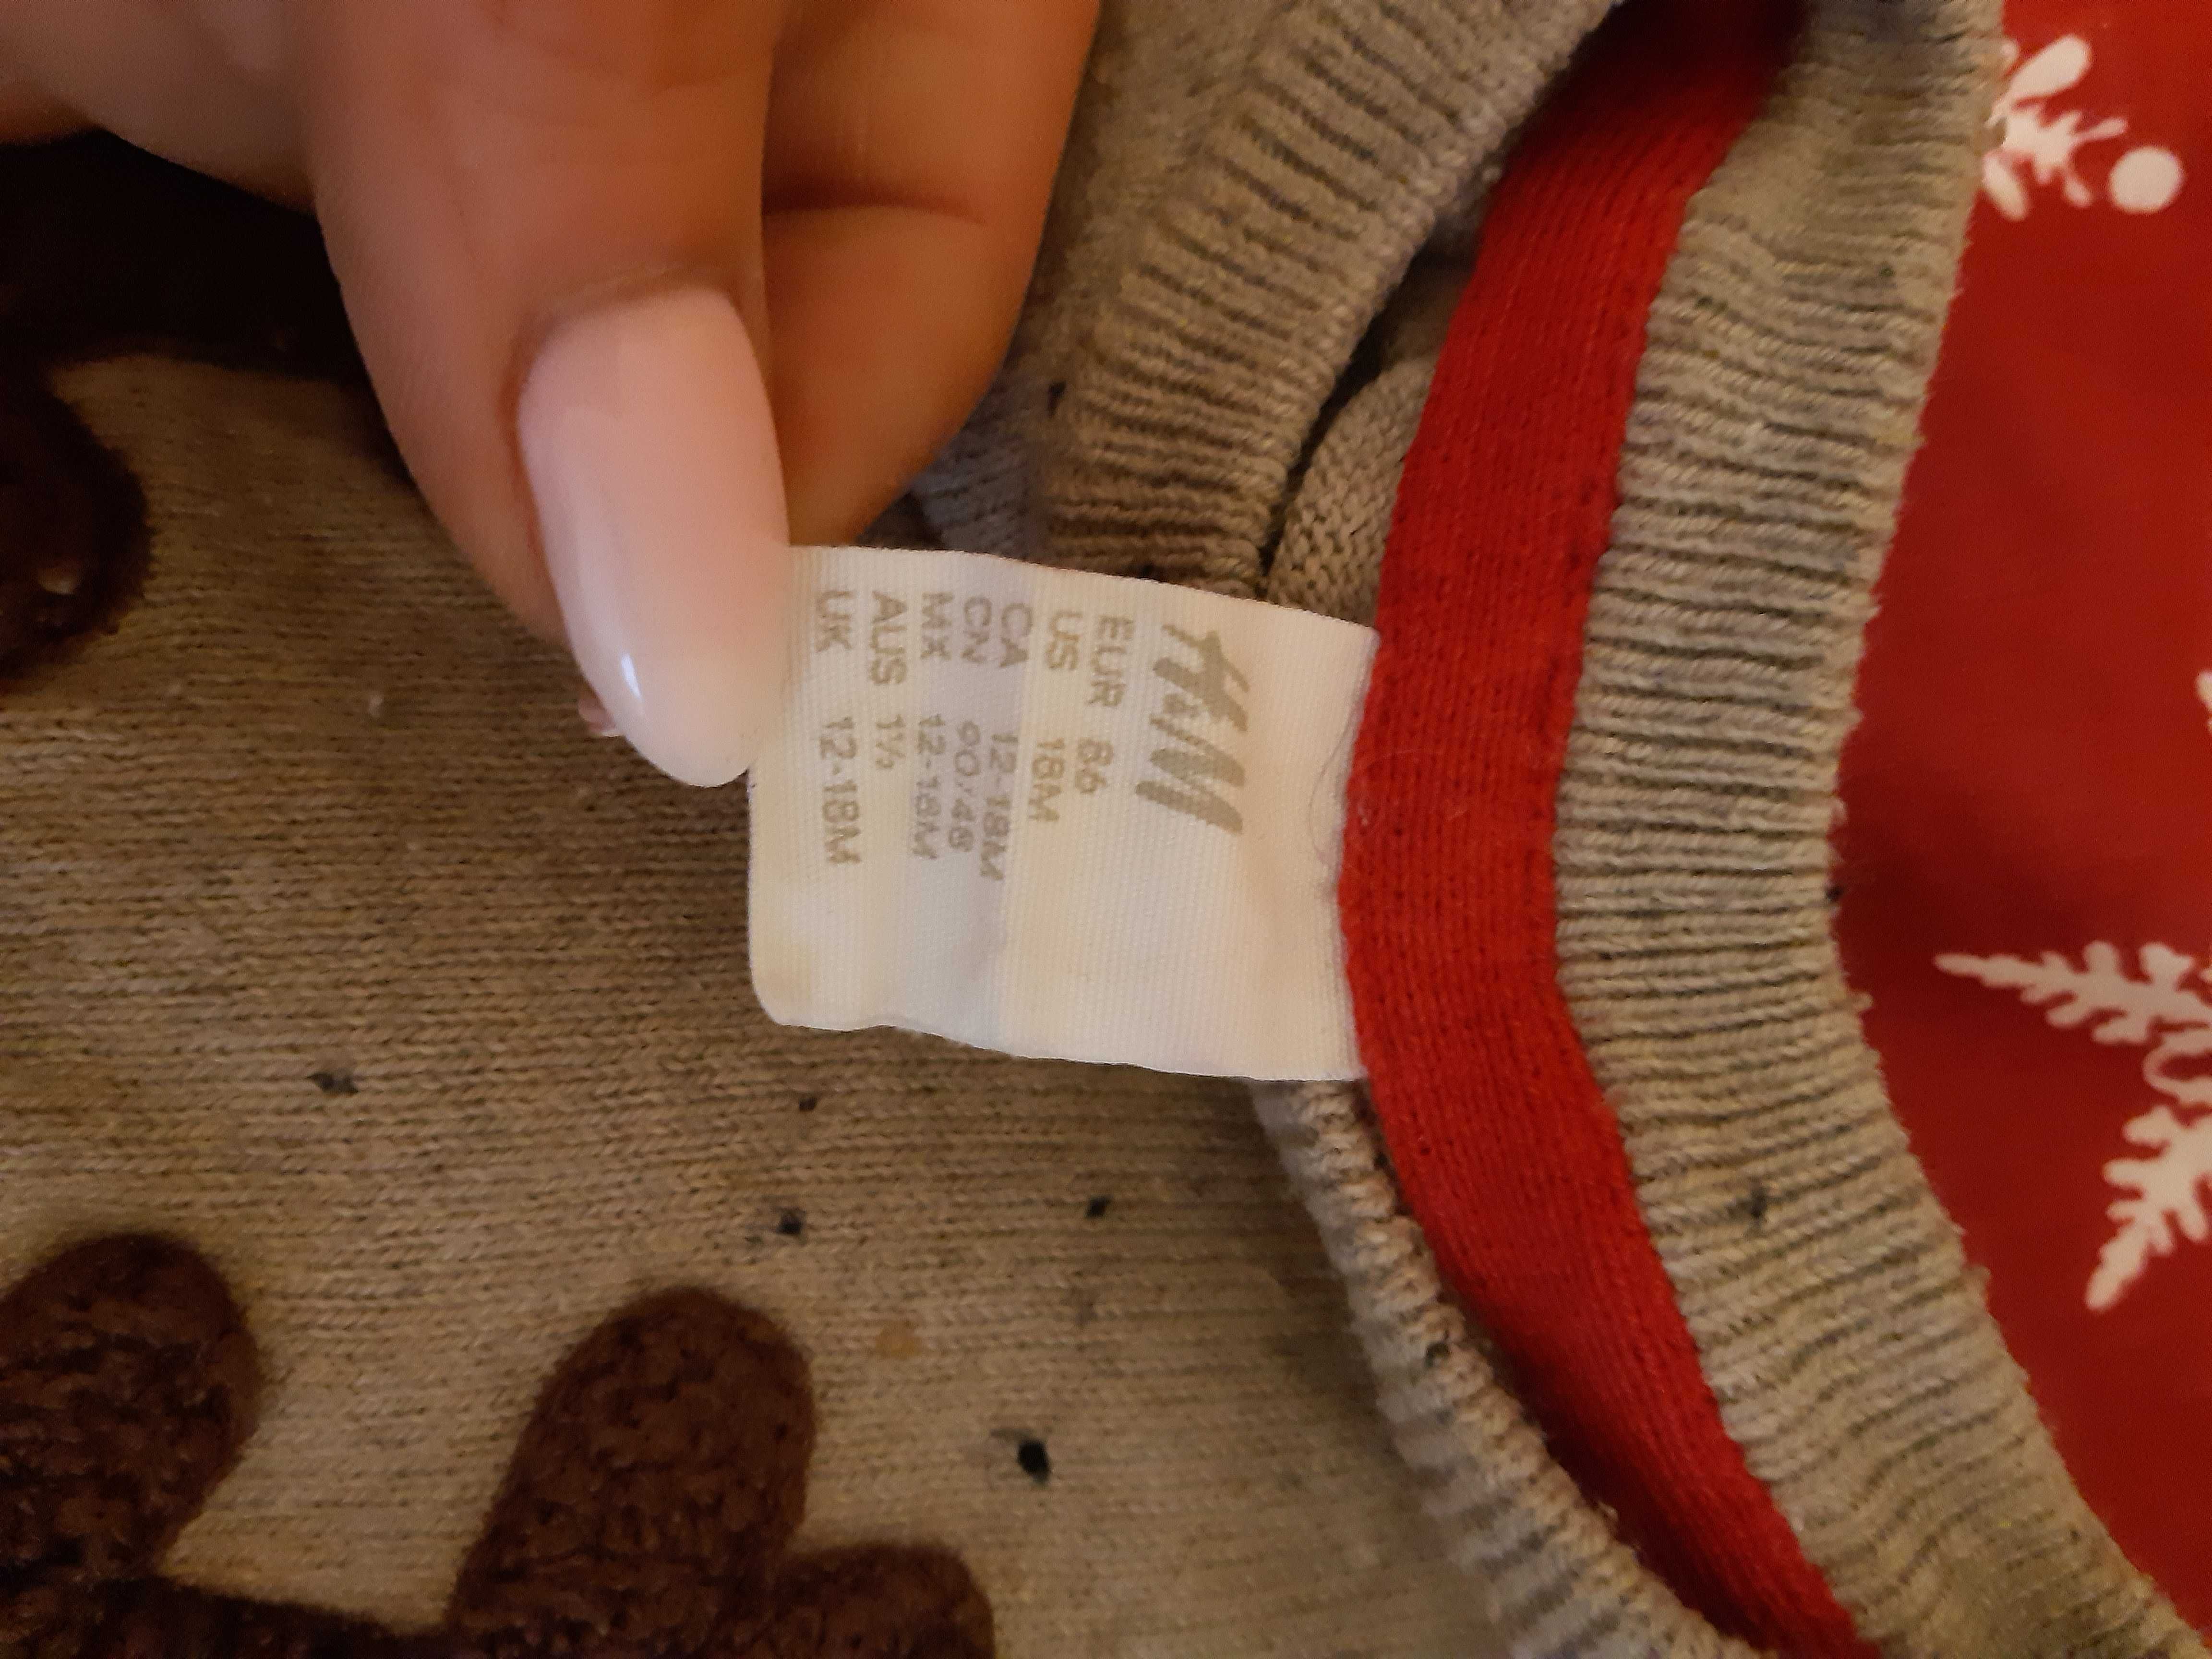 H&M
EUR 86
US 18M
CA 12-18M
CN 90/48
MX 12-18M
AUS 1½
UK 12-18M